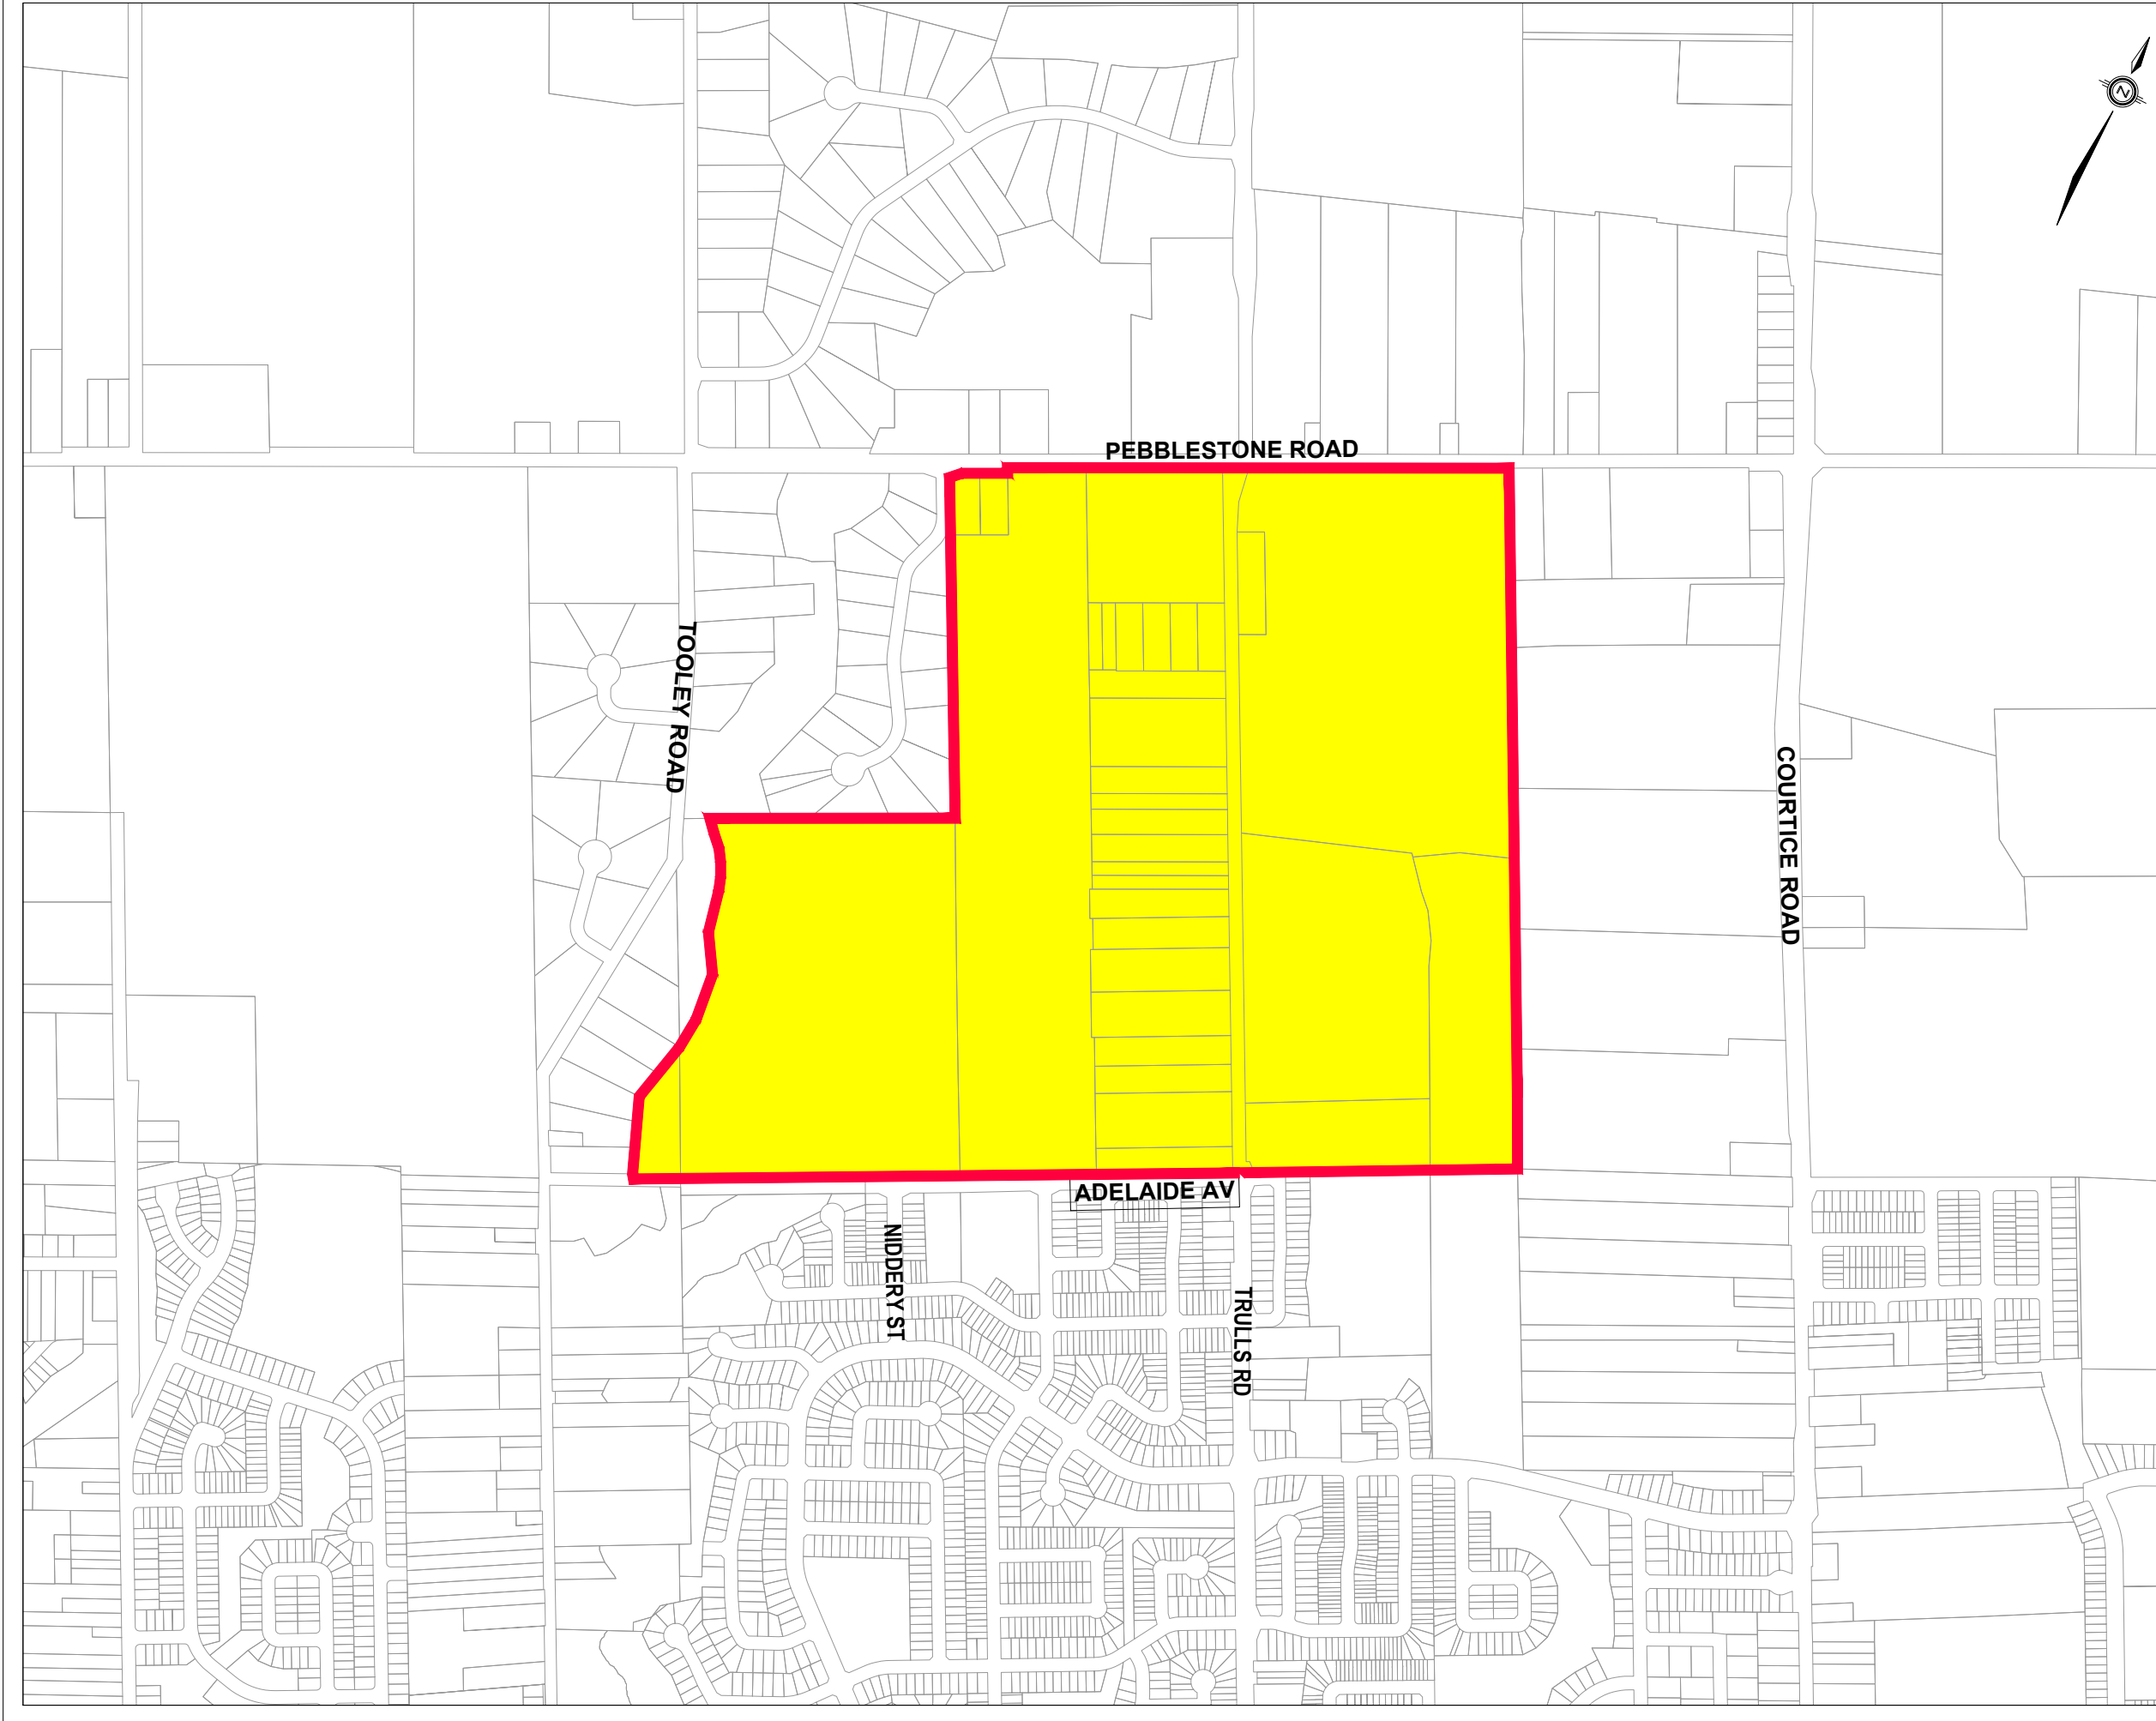 N
PEBBLESTONE ROAD
TOOLEY ROAD
COURTICE ROAD
ADELAIDE AV
NIDDERY ST
TRULLS RD